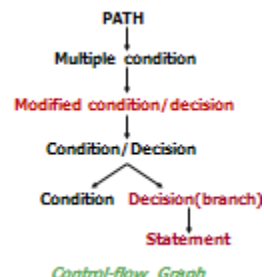 PATH
Multiple condition
Modified condition/decision
Condition/Decision
Condition Decision(branch)
Statement
Control-flow Graph